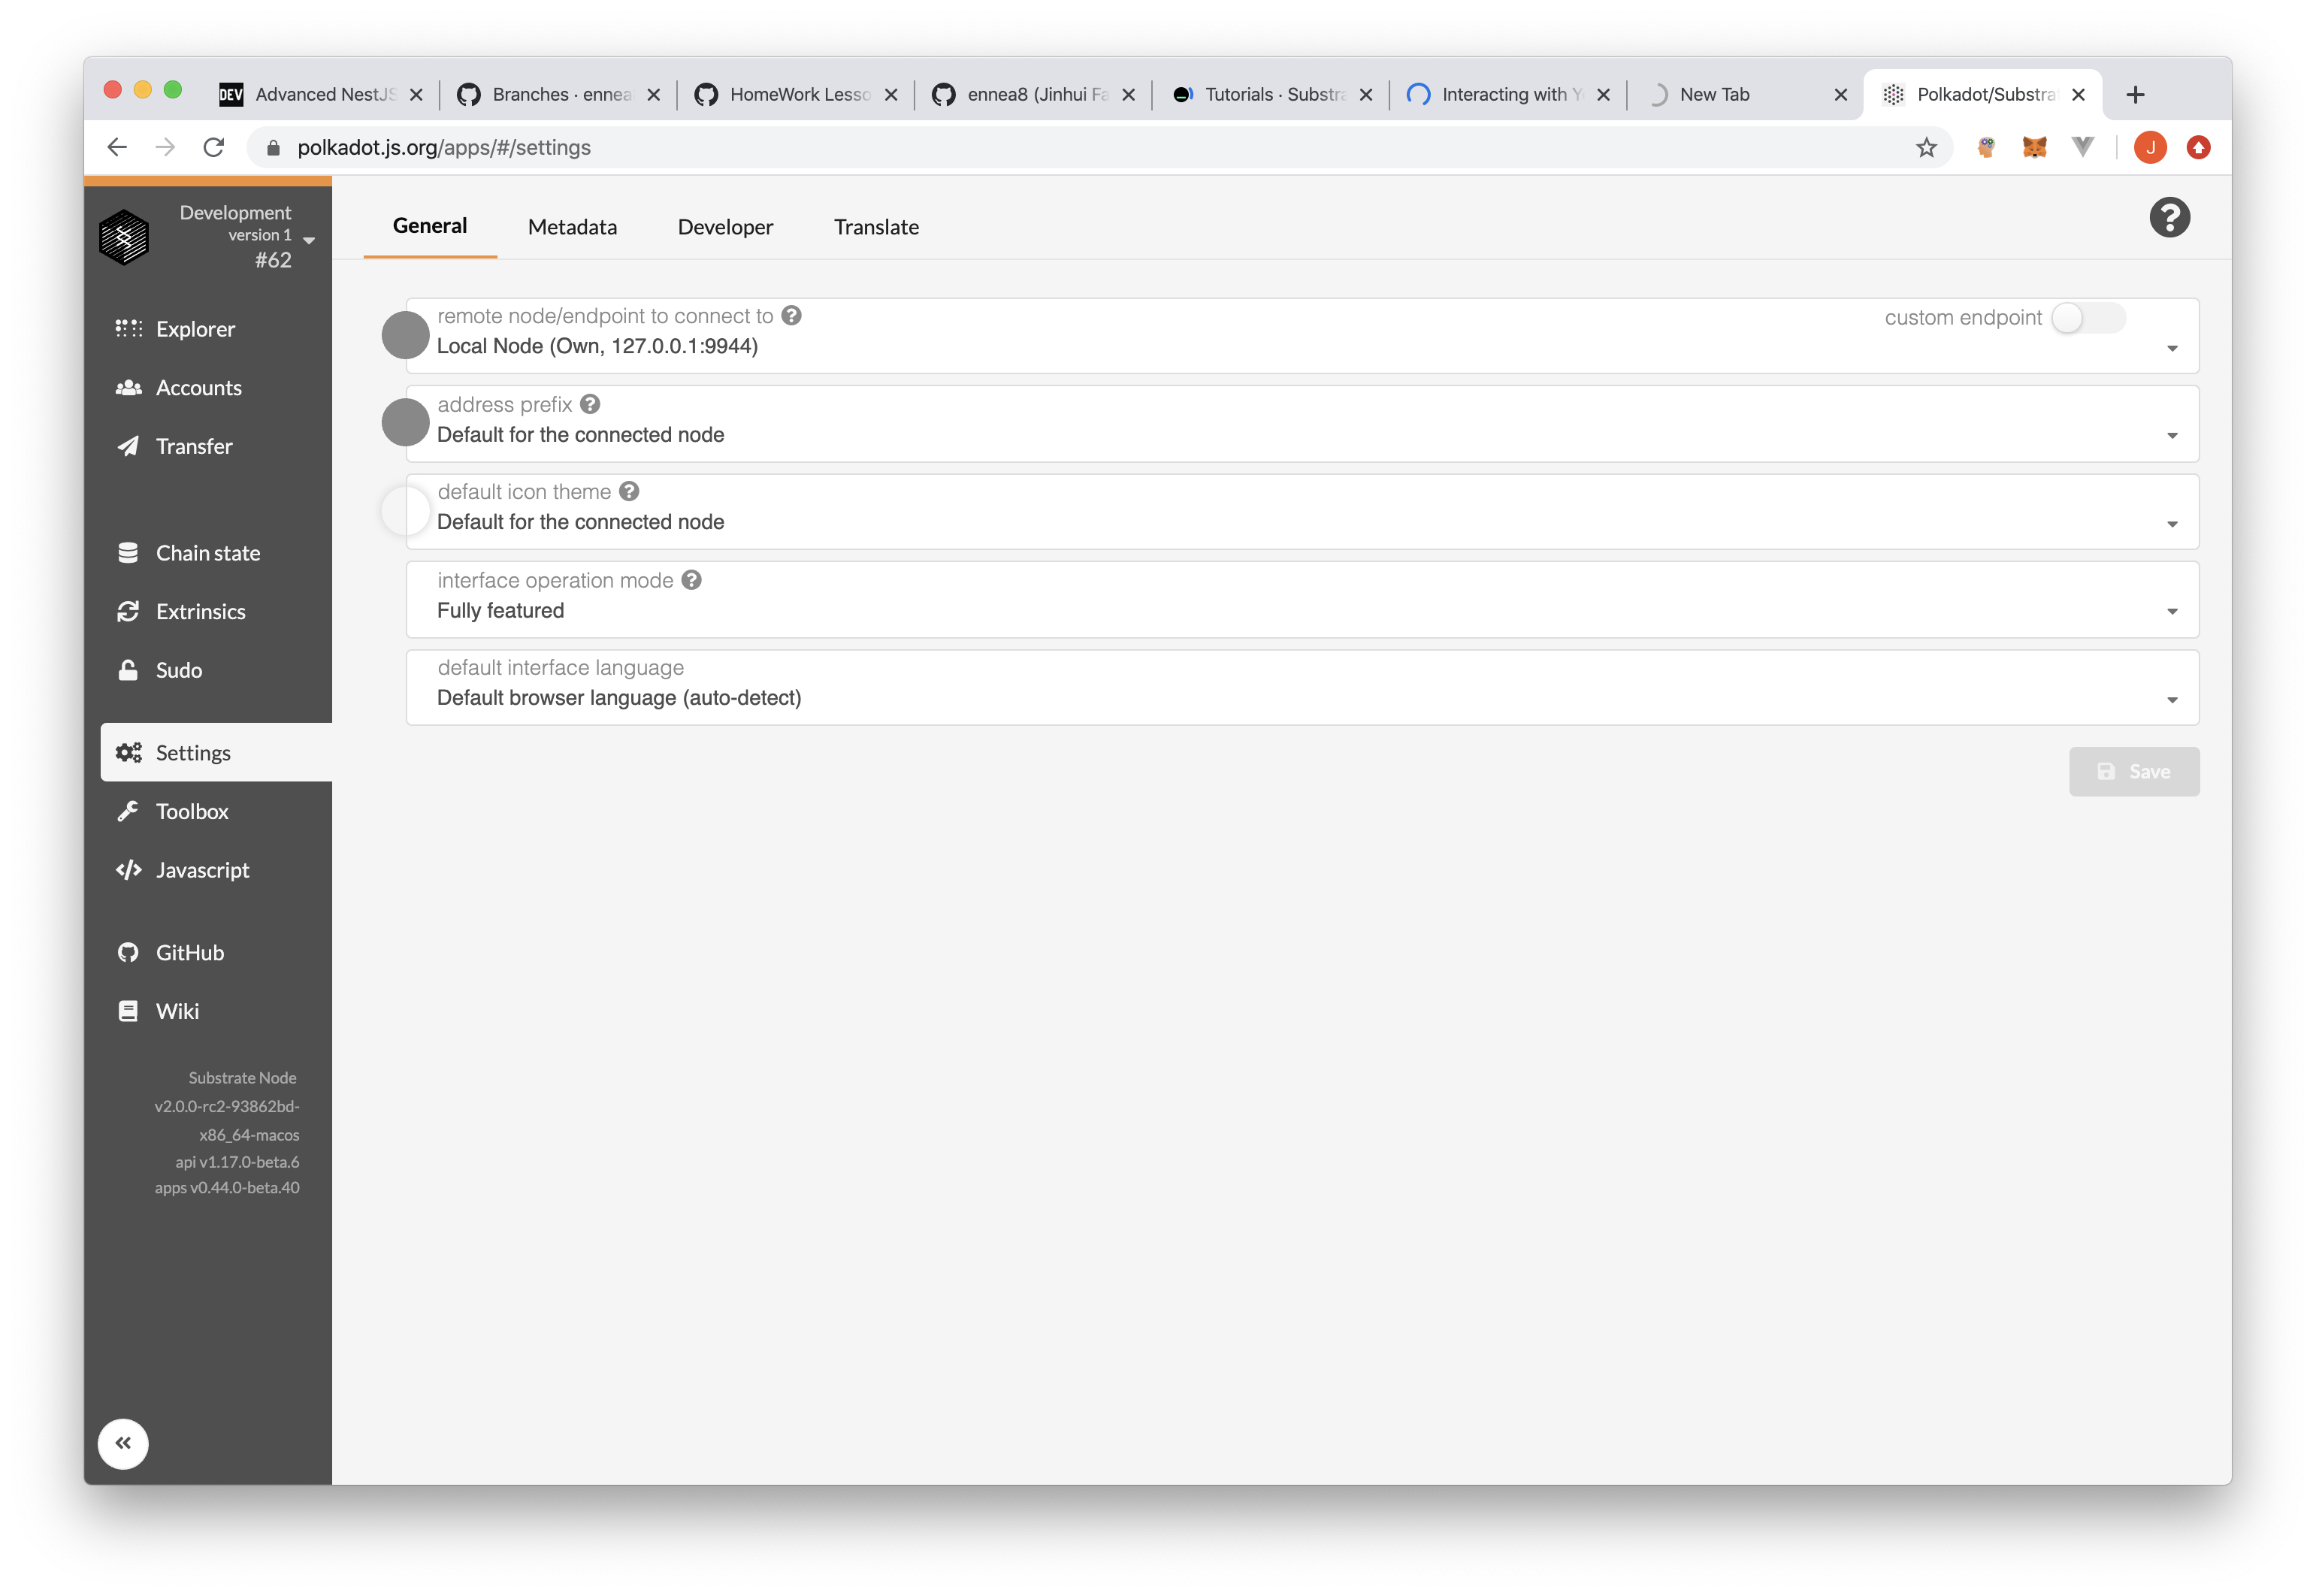 DEV Advanced NestJS
Branches · ennea
HomeWork Lesso
ennea8 (Jinhui Fa
Tutorials · Substra
Interacting with Y
New Tab
Polkadot/Substra
polkadot.js.org/apps/#/settings
J
Development
version 1
#62
Explorer
Accounts
Transfer
Chain state
Extrinsics
Sudo
Settings
Toolbox
Javascript
GitHub
Wiki
Substrate Node
v2.0.0-rc2-93862bd-
x86_64-macos
api v1.17.0-beta.6
apps v0.44.0-beta.40
General
Metadata
Developer
Translate
remote node/endpoint to connect to
custom endpoint
Local Node (Own, 127.0.0.1:9944)
address prefix
Default for the connected node
default icon theme
Default for the connected node
interface operation mode
Fully featured
default interface language
Default browser language (auto-detect)
Save